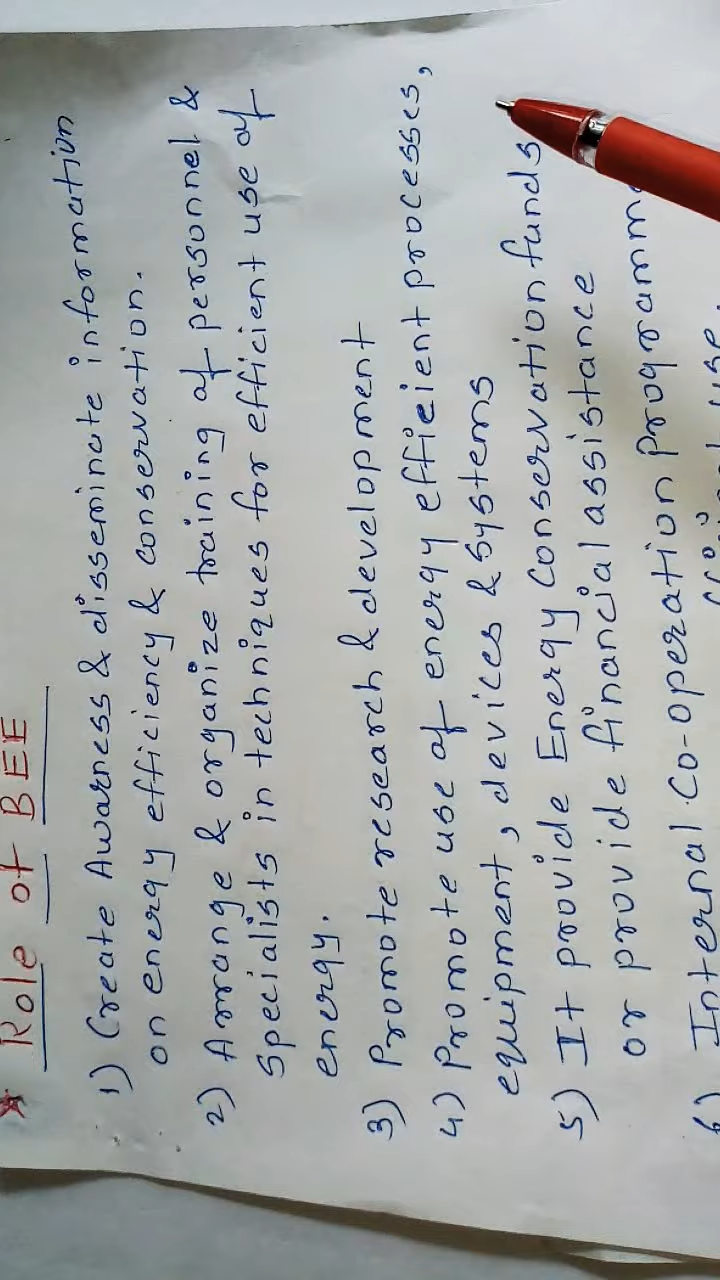 * Role of BEE
1) Create Awarness & disseminate information
on energy efficiency & conservation.
2) Arrange & organize training of personnel &
Specialists in techniques for efficient use of
energy.
3) Promote research & development
4) Promote use of energy efficient processes,
equipment, devices & systems
5) It provide Energy Conservation funds
or provide financial assistance
6) Internal Co-operation
use